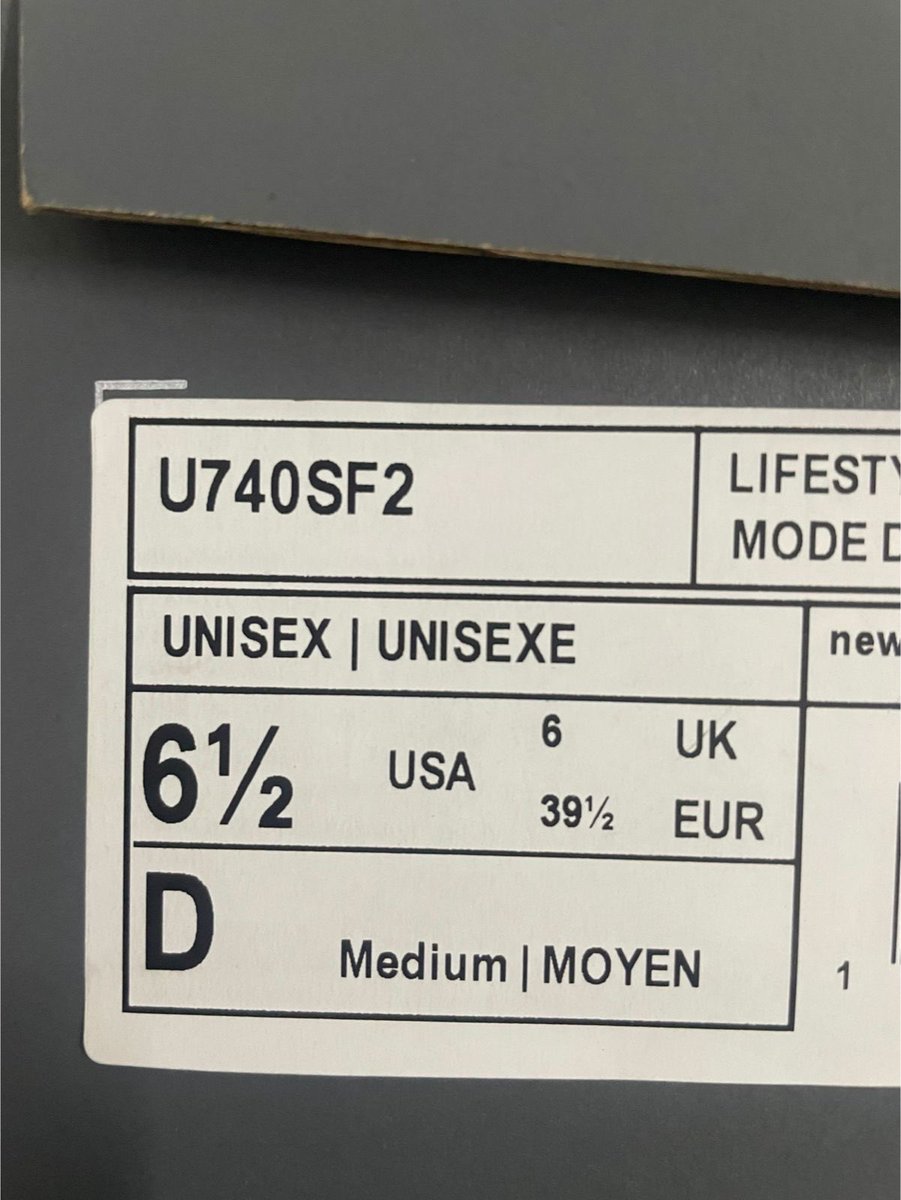 U740SF2
LIFESTY
MODE D
UNISEX | UNISEXE
new
6½ USA 6 UK
39½ EUR
D Medium | MOYEN
1